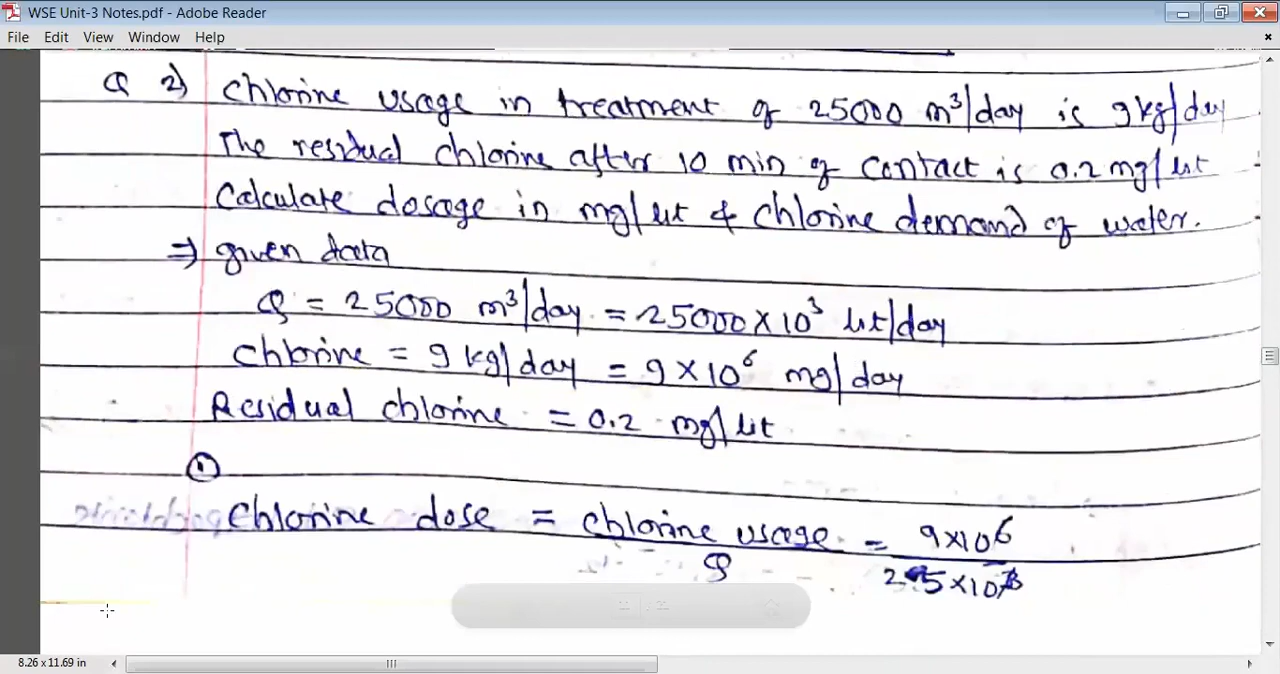 WSE Unit-3 Notes.pdf - Adobe Reader
File Edit View Window Help
Q 2) Chlorine usage in treatment of 25000 m³/day is 9 kg/day
The residual chlorine after 10 min of contact is 0.2 mg/lit
Calculate dosage in mg/lit & chlorine demand of water.
⇒ given data
Q = 25000 m³/day = 25000 × 10³ lit/day
Chlorine = 9 kg/day = 9 × 10⁶ mg/day
Residual chlorine = 0.2 mg/lit
①
Chlorine dose = chlorine usage / Q = 9×10⁶ /
8.26 x 11.69 in